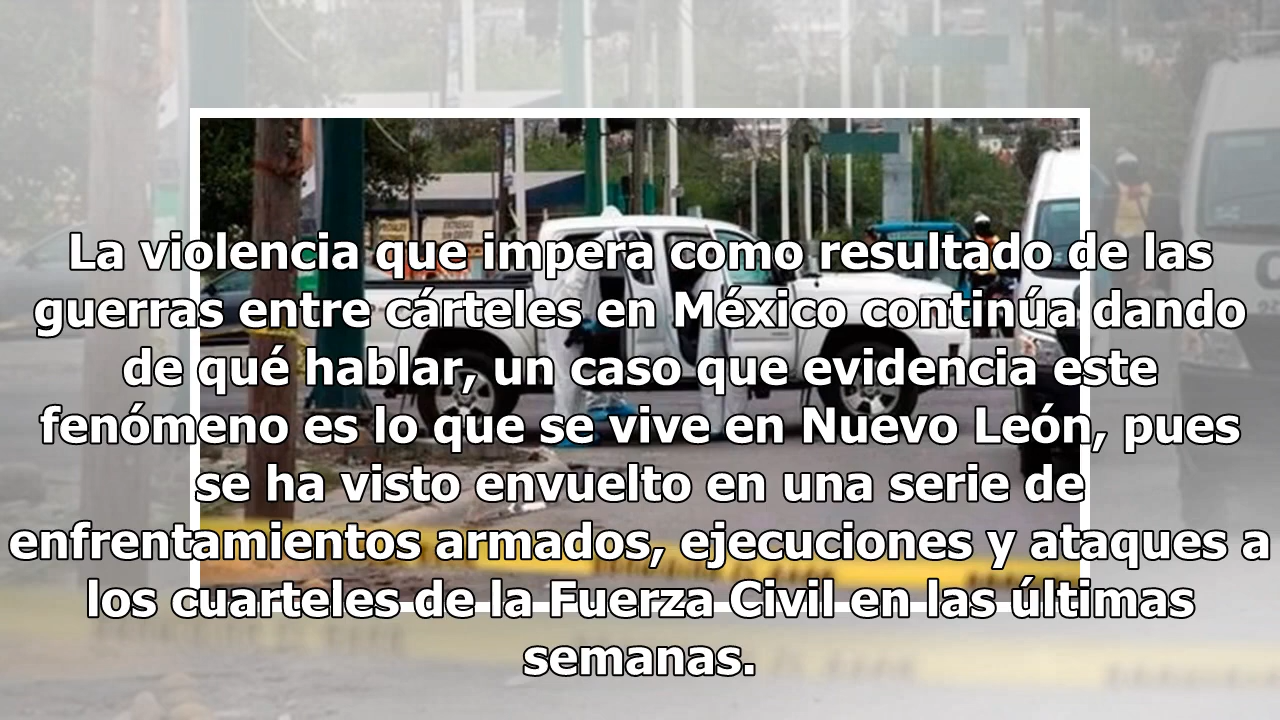 La violencia que impera como resultado de las
guerras entre cárteles en México continúa dando
de qué hablar, un caso que evidencia este
fenómeno es lo que se vive en Nuevo León, pues
se ha visto envuelto en una serie de
enfrentamientos armados, ejecuciones y ataques a
los cuarteles de la Fuerza Civil en las últimas
semanas.